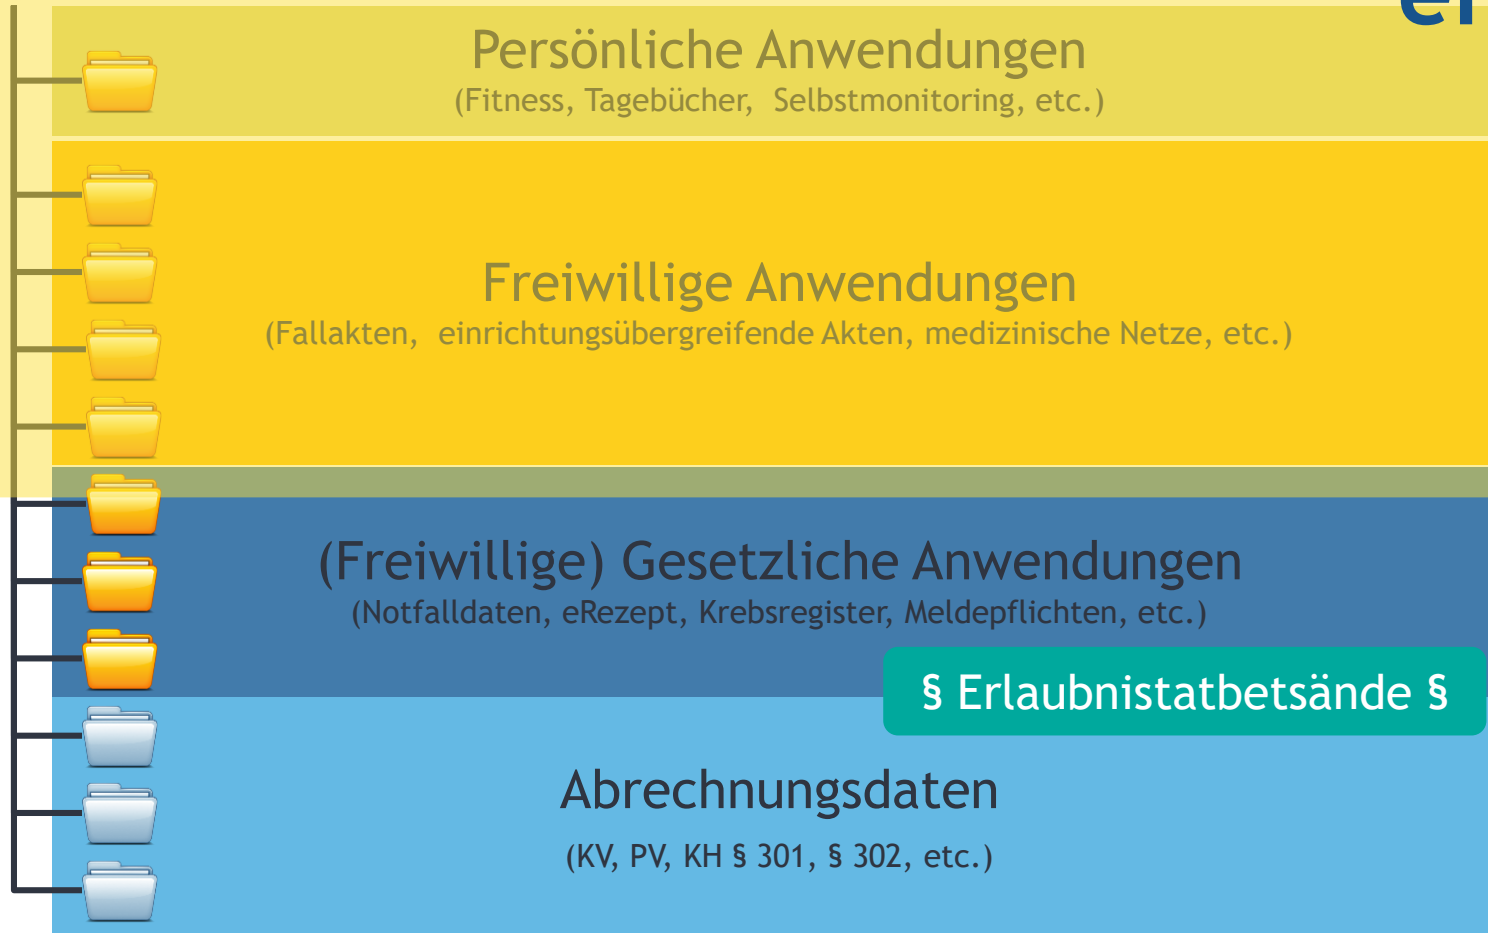 Persönliche Anwendungen
(Fitness, Tagebücher, Selbstmonitoring, etc.)
Freiwillige Anwendungen
(Fallakten, einrichtungsübergreifende Akten, medizinische Netze, etc.)
(Freiwillige) Gesetzliche Anwendungen
(Notfalldaten, eRezept, Krebsregister, Meldepflichten, etc.)
§ Erlaubnistatbetsände §
Abrechnungsdaten
(KV, PV, KH § 301, § 302, etc.)